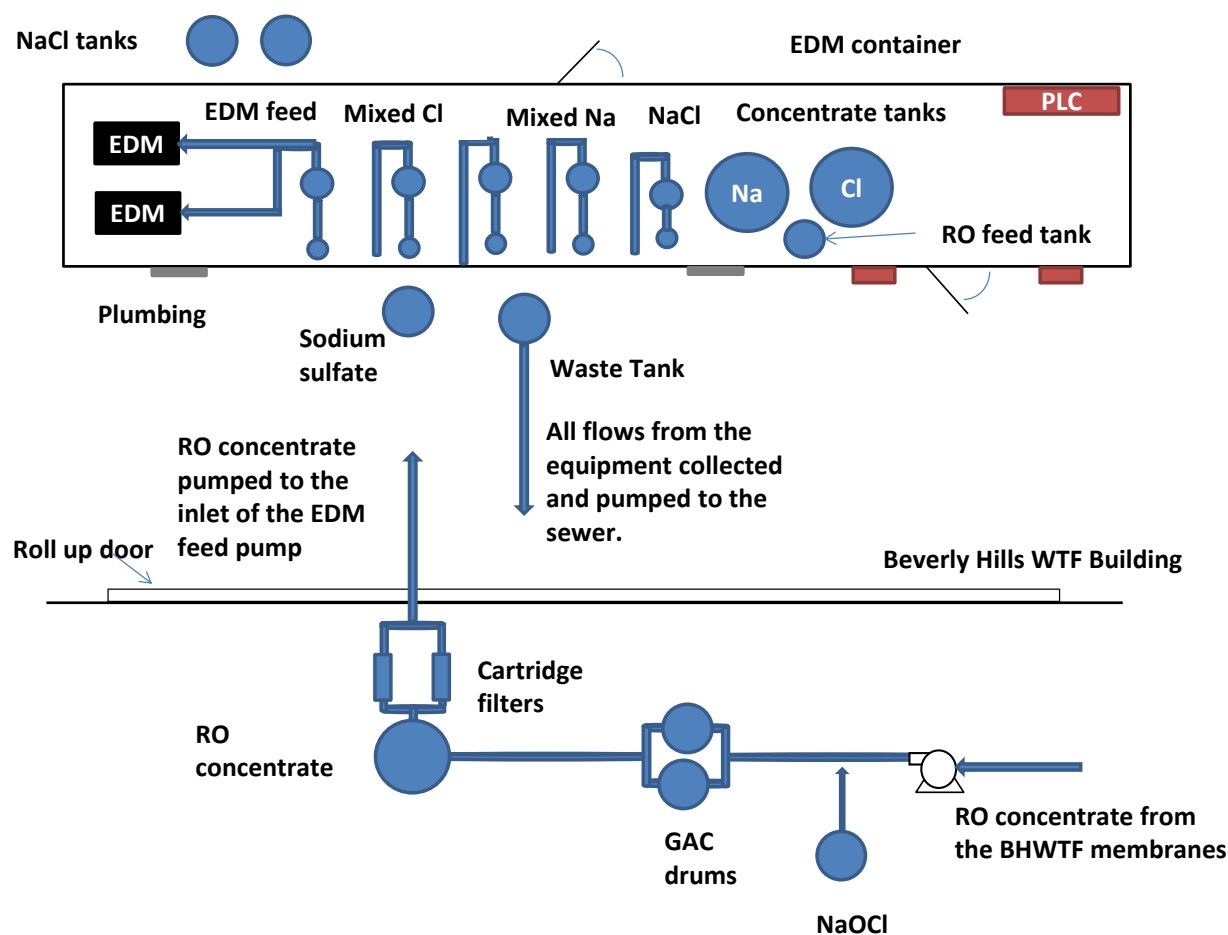 NaCl tanks
EDM container
EDM feed
Mixed Cl
Mixed Na
NaCl
Concentrate tanks
PLC
EDM
EDM
Na
Cl
RO feed tank
Plumbing
Sodium
sulfate
Waste Tank
RO concentrate
pumped to the
inlet of the EDM
feed pump
All flows from the
equipment collected
and pumped to the
sewer.
Roll up door
Beverly Hills WTF Building
Cartridge
filters
RO
concentrate
GAC
drums
NaOCl
RO concentrate from
the BHWTF membranes